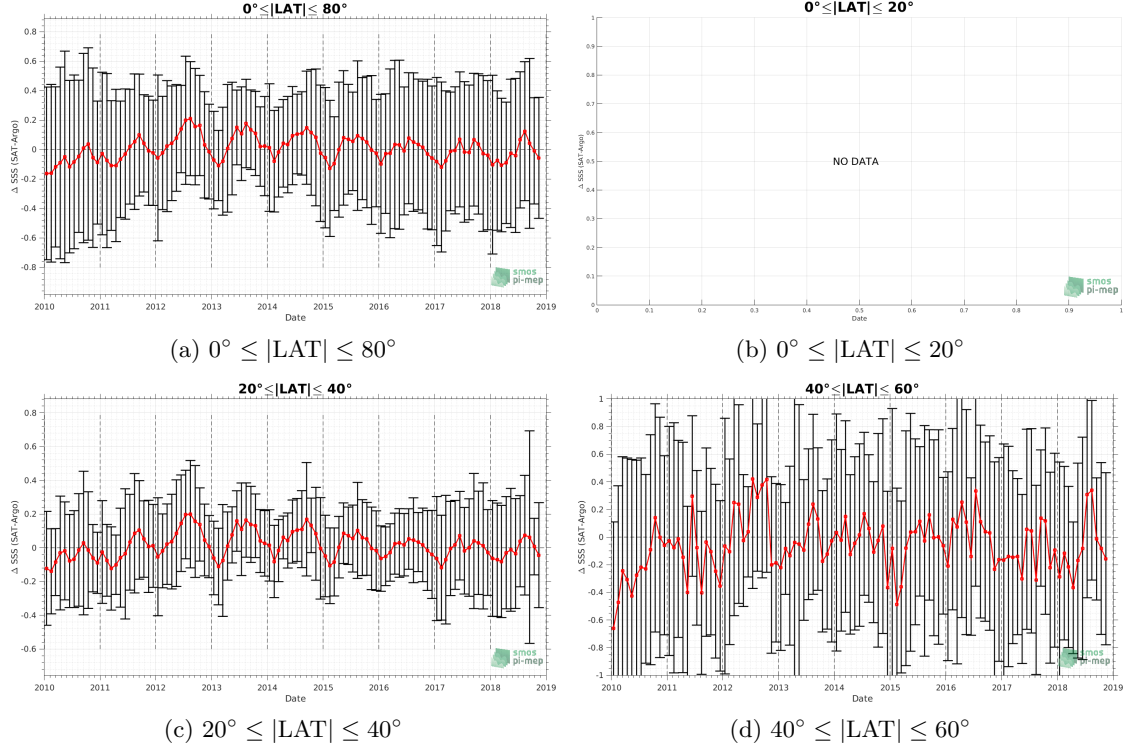 0°≤|LAT|≤ 80°
Δ SSS (SAT-Argo)
0.8
0.6
0.4
0.2
0
-0.2
-0.4
-0.6
-0.8
2010 2011 2012 2013 2014 2015 2016 2017 2018 2019
Date
smos
pi-mep
(a) 0° ≤ |LAT| ≤ 80°
0°≤|LAT|≤ 20°
Δ SSS (SAT-Argo)
1
0.9
0.8
0.7
0.6
0.5
0.4
0.3
0.2
0.1
0
NO DATA
0 0.1 0.2 0.3 0.4 0.5 0.6 0.7 0.8 0.9 1
Date
smos
pi-mep
(b) 0° ≤ |LAT| ≤ 20°
20°≤|LAT|≤ 40°
Δ SSS (SAT-Argo)
0.8
0.6
0.4
0.2
0
-0.2
-0.4
-0.6
2010 2011 2012 2013 2014 2015 2016 2017 2018 2019
Date
smos
pi-mep
(c) 20° ≤ |LAT| ≤ 40°
40°≤|LAT|≤ 60°
Δ SSS (SAT-Argo)
1
0.8
0.6
0.4
0.2
0
-0.2
-0.4
-0.6
-0.8
-1
2010 2011 2012 2013 2014 2015 2016 2017 2018 2019
Date
smos
pi-mep
(d) 40° ≤ |LAT| ≤ 60°